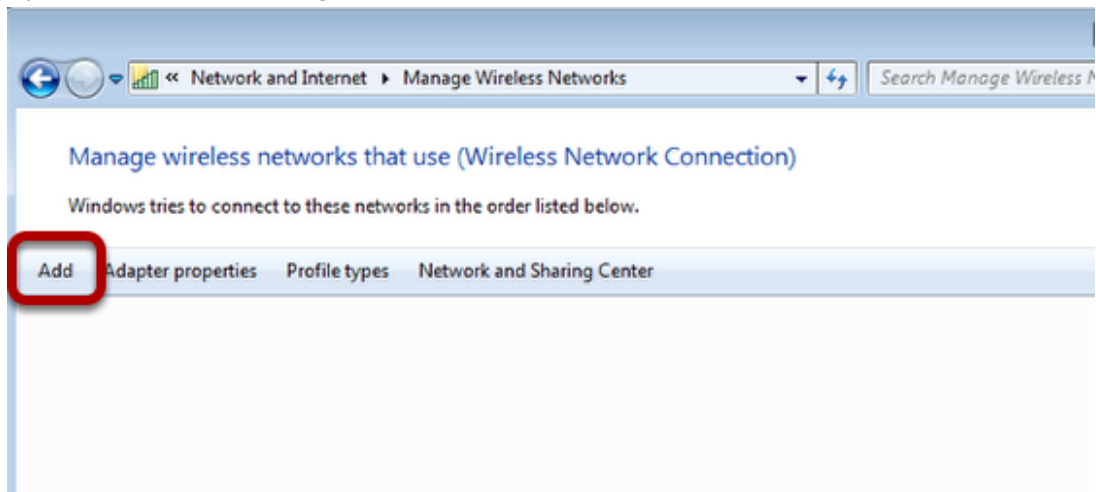 « Network and Internet ▸ Manage Wireless Networks
Search Manage Wireless
Manage wireless networks that use (Wireless Network Connection)
Windows tries to connect to these networks in the order listed below.
Add Adapter properties Profile types Network and Sharing Center